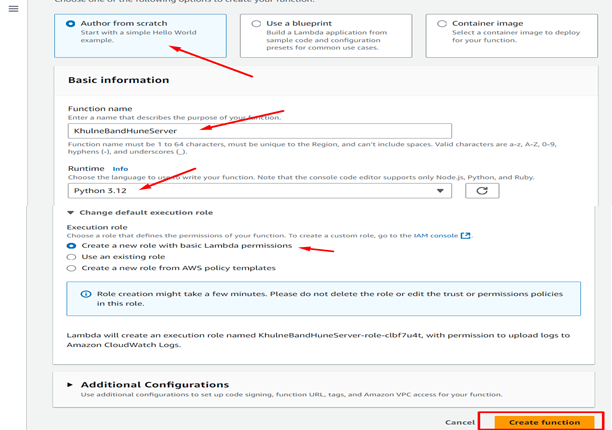 Choose one of the following options to create your function.
Author from scratch
Start with a simple Hello World
example.
Use a blueprint
Build a Lambda application from
sample code and configuration
presets for common use cases.
Container image
Select a container image to deploy
for your function.
Basic information
Function name
Enter a name that describes the purpose of your function.
KhulneBandHuneServer
Function name must be 1 to 64 characters, must be unique to the Region, and can't include spaces. Valid characters are a-z, A-Z, 0-9,
hyphens (-), and underscores (_).
Runtime Info
Choose the language to use to write your function. Note that the console code editor supports only Node.js, Python, and Ruby.
Python 3.12
Change default execution role
Execution role
Choose a role that defines the permissions of your function. To create a custom role, go to the IAM console.
Create a new role with basic Lambda permissions
Use an existing role
Create a new role from AWS policy templates
Role creation might take a few minutes. Please do not delete the role or edit the trust or permissions policies
in this role.
Lambda will create an execution role named KhulneBandHuneServer-role-clbf7u4t, with permission to upload logs to
Amazon CloudWatch Logs.
Additional Configurations
Use additional configurations to set up code signing, function URL, tags, and Amazon VPC access for your function.
Cancel
Create function